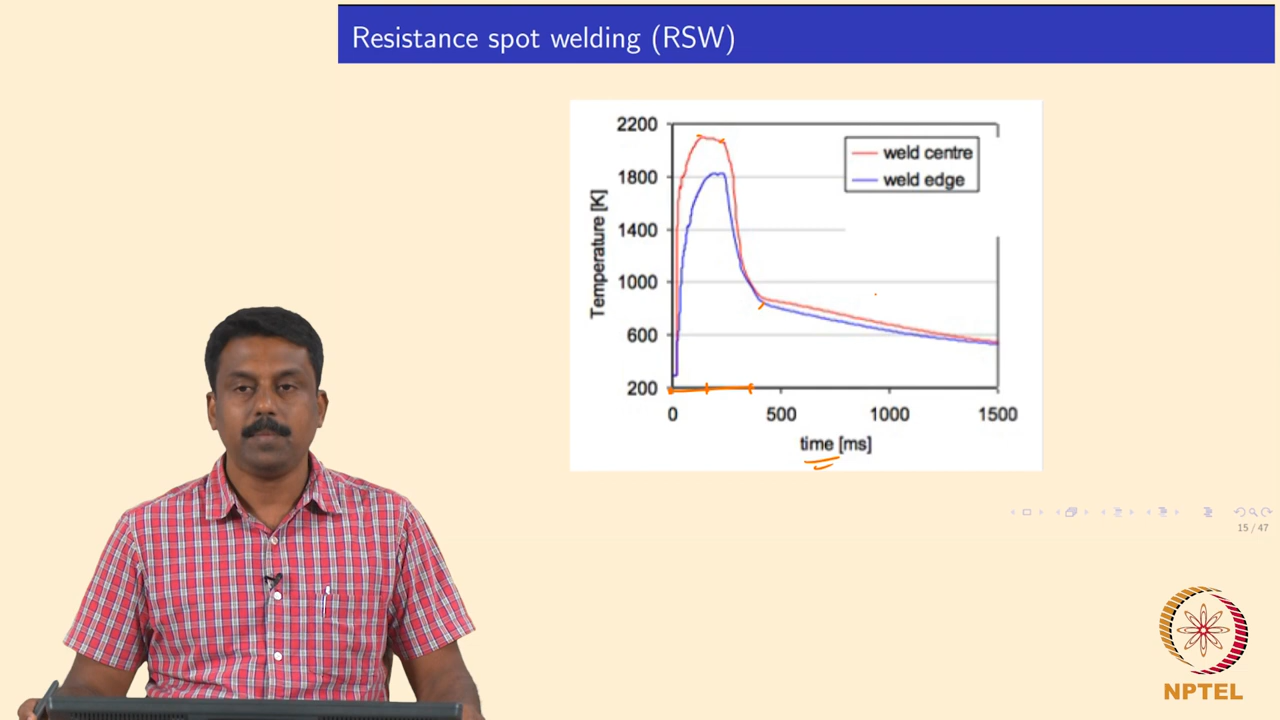 Resistance spot welding (RSW)
2200
1800
1400
1000
600
200
Temperature [K]
weld centre
weld edge
0 500 1000 1500
time [ms]
15 / 47
NPTEL